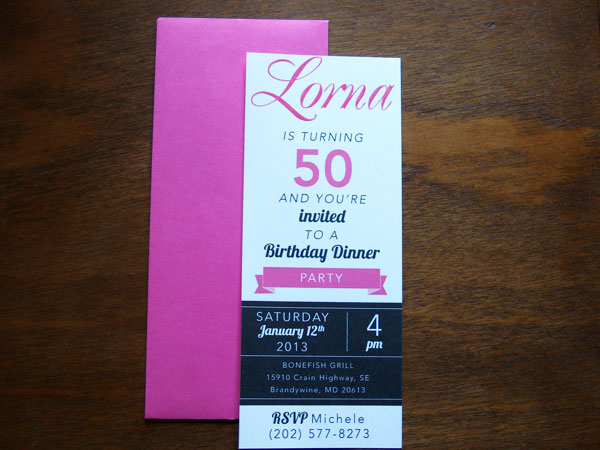 Lorna
IS TURNING
50
AND YOU'RE
invited
TO A
Birthday Dinner
PARTY
SATURDAY
January 12th
2013
4
pm
BONEFISH GRILL
15910 Crain Highway, SE
Brandywine, MD 20613
RSVP Michele
(202) 577-8273